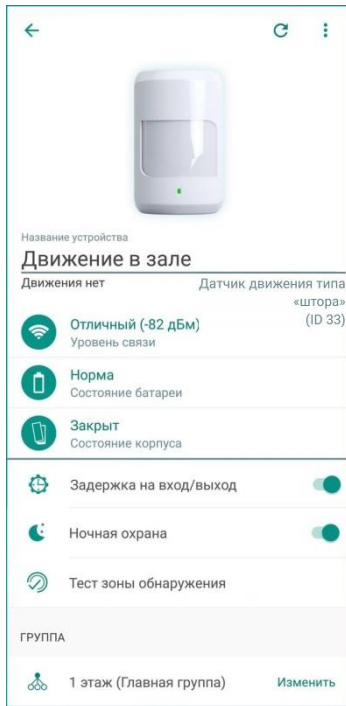 Название устройства
Движение в зале
Движения нет
Датчик движения типа
«штора»
(ID 33)
Отличный (-82 дБм)
Уровень связи
Норма
Состояние батареи
Закрыт
Состояние корпуса
Задержка на вход/выход
Ночная охрана
Тест зоны обнаружения
ГРУППА
1 этаж (Главная группа)
Изменить